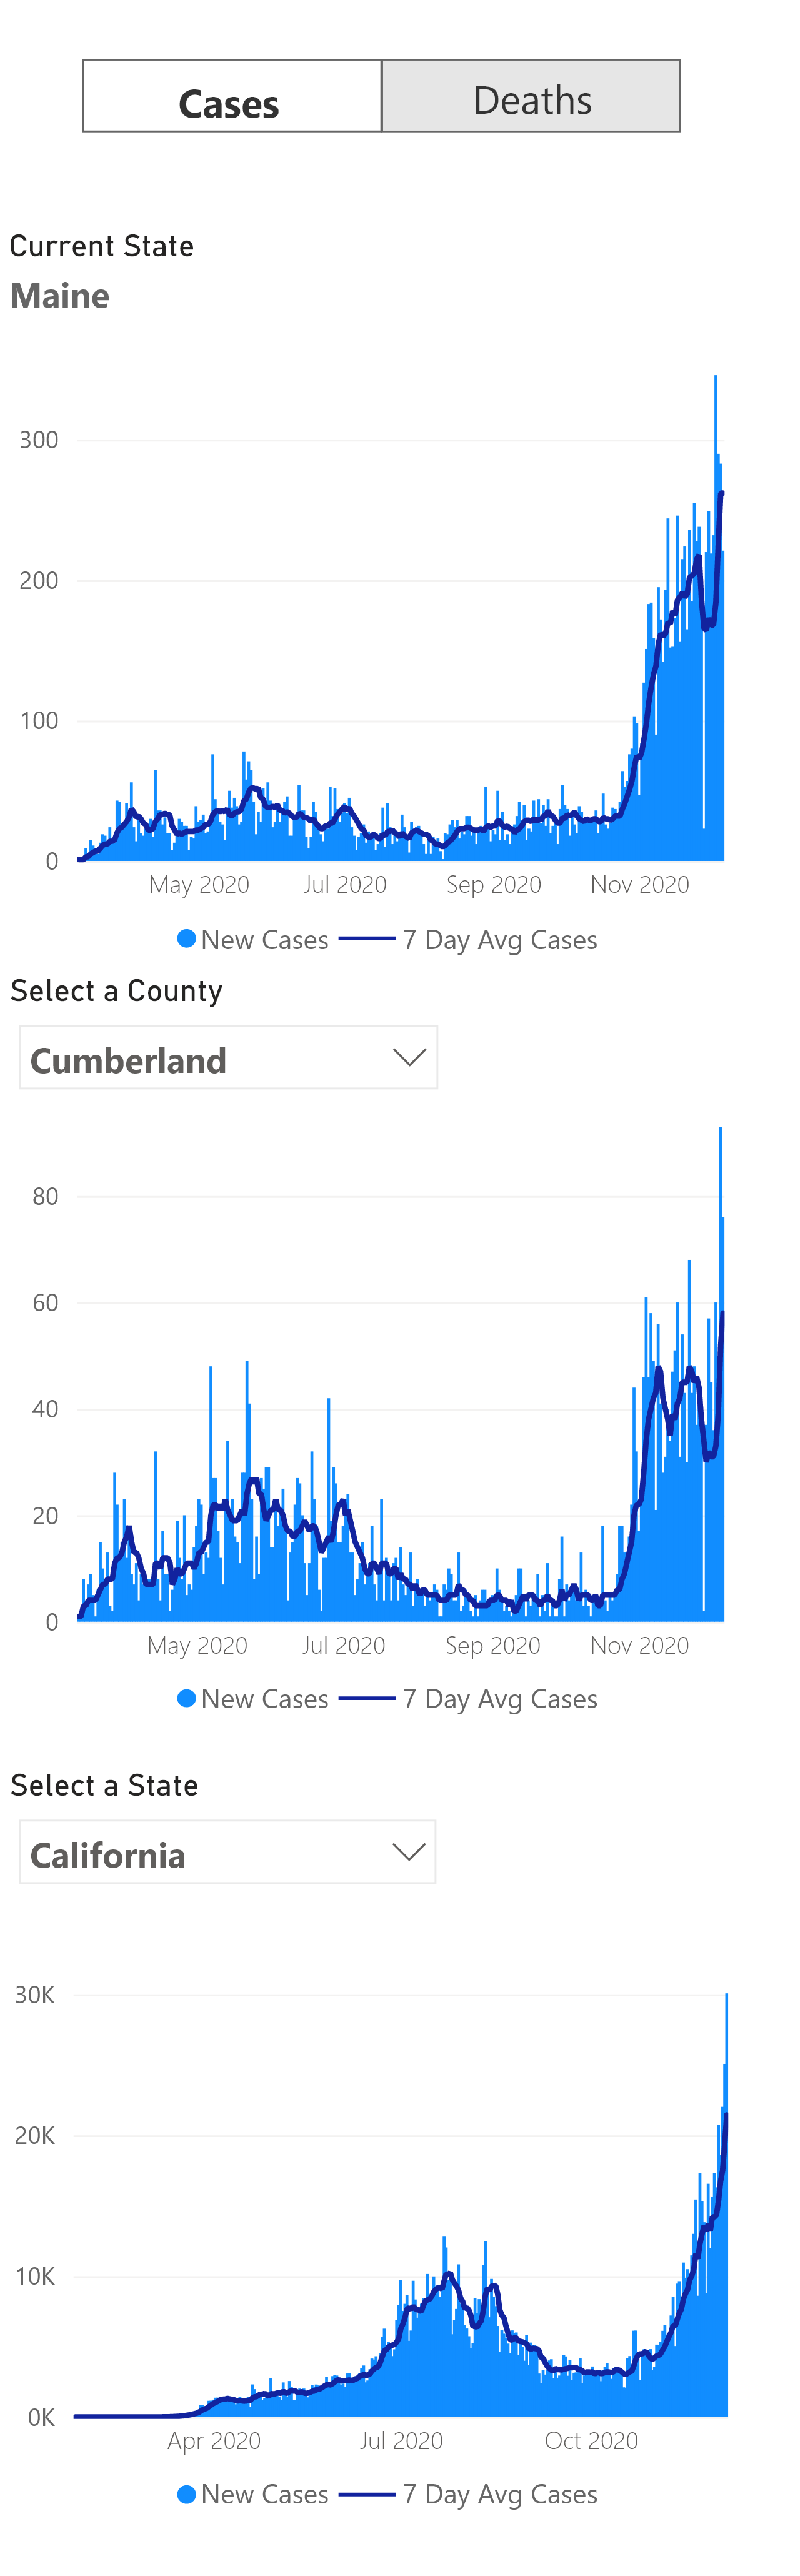 Cases Deaths
Current State
Maine
300
200
100
0
May 2020 Jul 2020 Sep 2020 Nov 2020
New Cases 7 Day Avg Cases
Select a County
Cumberland
80
60
40
20
0
May 2020 Jul 2020 Sep 2020 Nov 2020
New Cases 7 Day Avg Cases
Select a State
California
30K
20K
10K
0K
Apr 2020 Jul 2020 Oct 2020
New Cases 7 Day Avg Cases